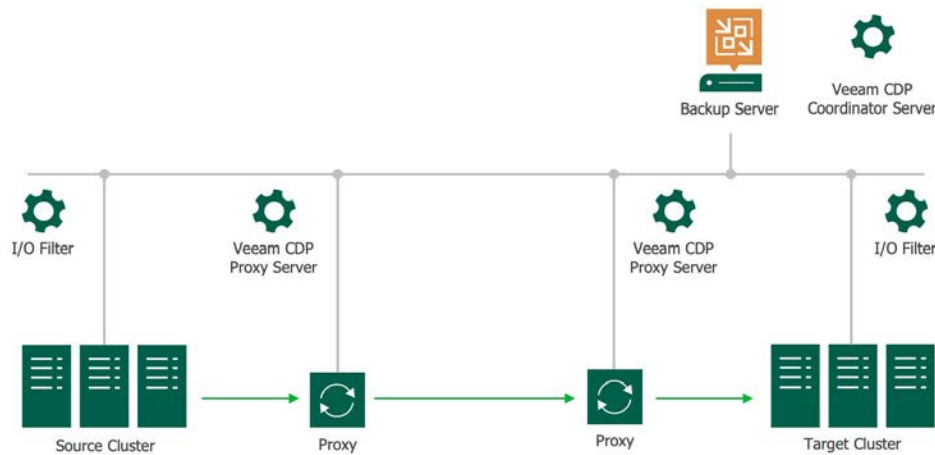 Backup Server
Veeam CDP
Coordinator Server
I/O Filter
Veeam CDP
Proxy Server
Veeam CDP
Proxy Server
I/O Filter
Source Cluster
Proxy
Proxy
Target Cluster